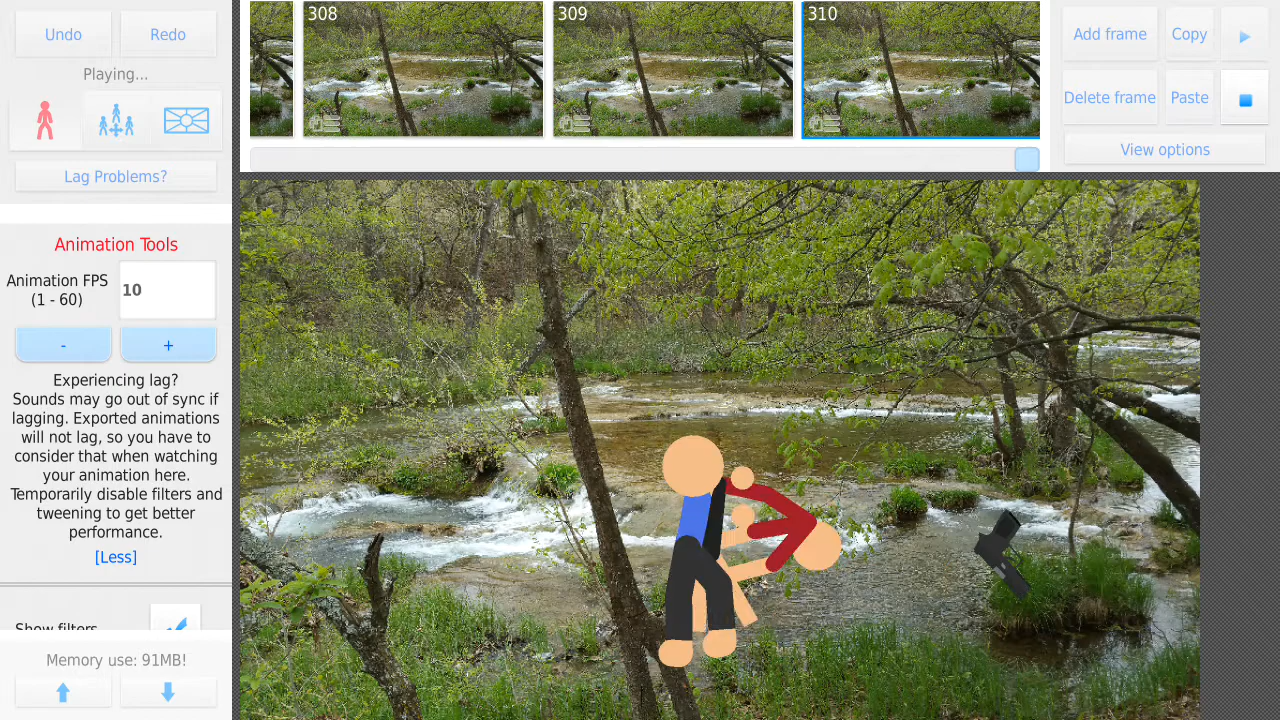 Undo
Redo
Playing...
Lag Problems?
308
309
310
Add frame
Copy
Delete frame
Paste
View options
Animation Tools
Animation FPS
(1 - 60)
10
-
+
Experiencing lag?
Sounds may go out of sync if
lagging. Exported animations
will not lag, so you have to
consider that when watching
your animation here.
Temporarily disable filters and
tweening to get better
performance.
[Less]
Show filters
Memory use: 91MB!